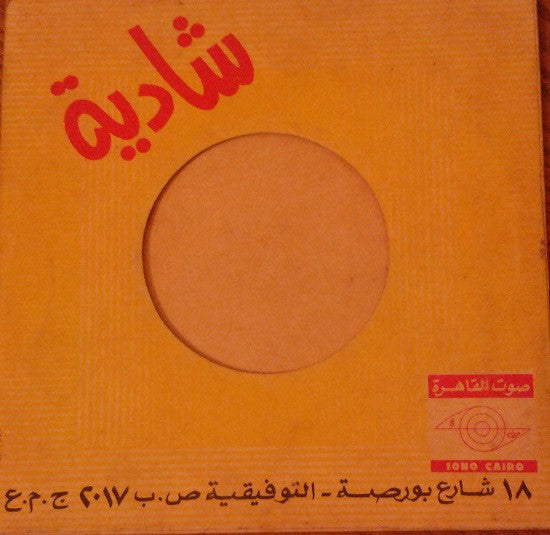 شادية
صوت القاهرة
SONO CAIRO
١٨ شارع بورصة - التوفيقية ص.ب ٢٠١٧ ج.م.ع